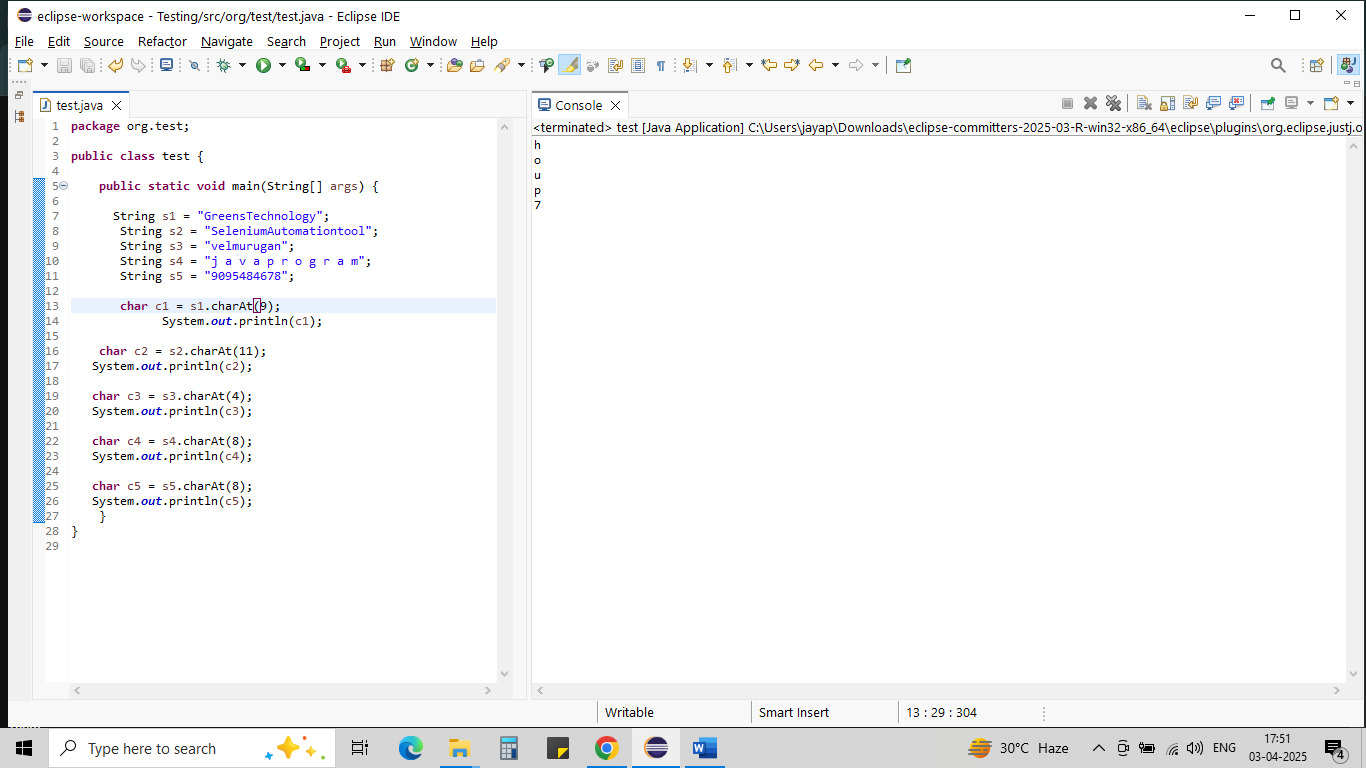 eclipse-workspace - Testing/src/org/test/test.java - Eclipse IDE
File Edit Source Refactor Navigate Search Project Run Window Help
test.java
1 package org.test;
2
3 public class test {
4
5 public static void main(String[] args) {
6
7 String s1 = "GreensTechnology";
8 String s2 = "SeleniumAutomationtool";
9 String s3 = "velmurugan";
10 String s4 = "j a v a p r o g r a m";
11 String s5 = "9095484678";
12
13 char c1 = s1.charAt(9);
14 System.out.println(c1);
15
16 char c2 = s2.charAt(11);
17 System.out.println(c2);
18
19 char c3 = s3.charAt(4);
20 System.out.println(c3);
21
22 char c4 = s4.charAt(8);
23 System.out.println(c4);
24
25 char c5 = s5.charAt(8);
26 System.out.println(c5);
27 }
28 }
29
Console
<terminated> test [Java Application] C:\Users\jayap\Downloads\eclipse-committers-2025-03-R-win32-x86_64\eclipse\plugins\org.eclipse.justj.o
h
o
u
p
7
Writable Smart Insert 13 : 29 : 304
Type here to search
30°C Haze ENG 17:51
03-04-2025
4